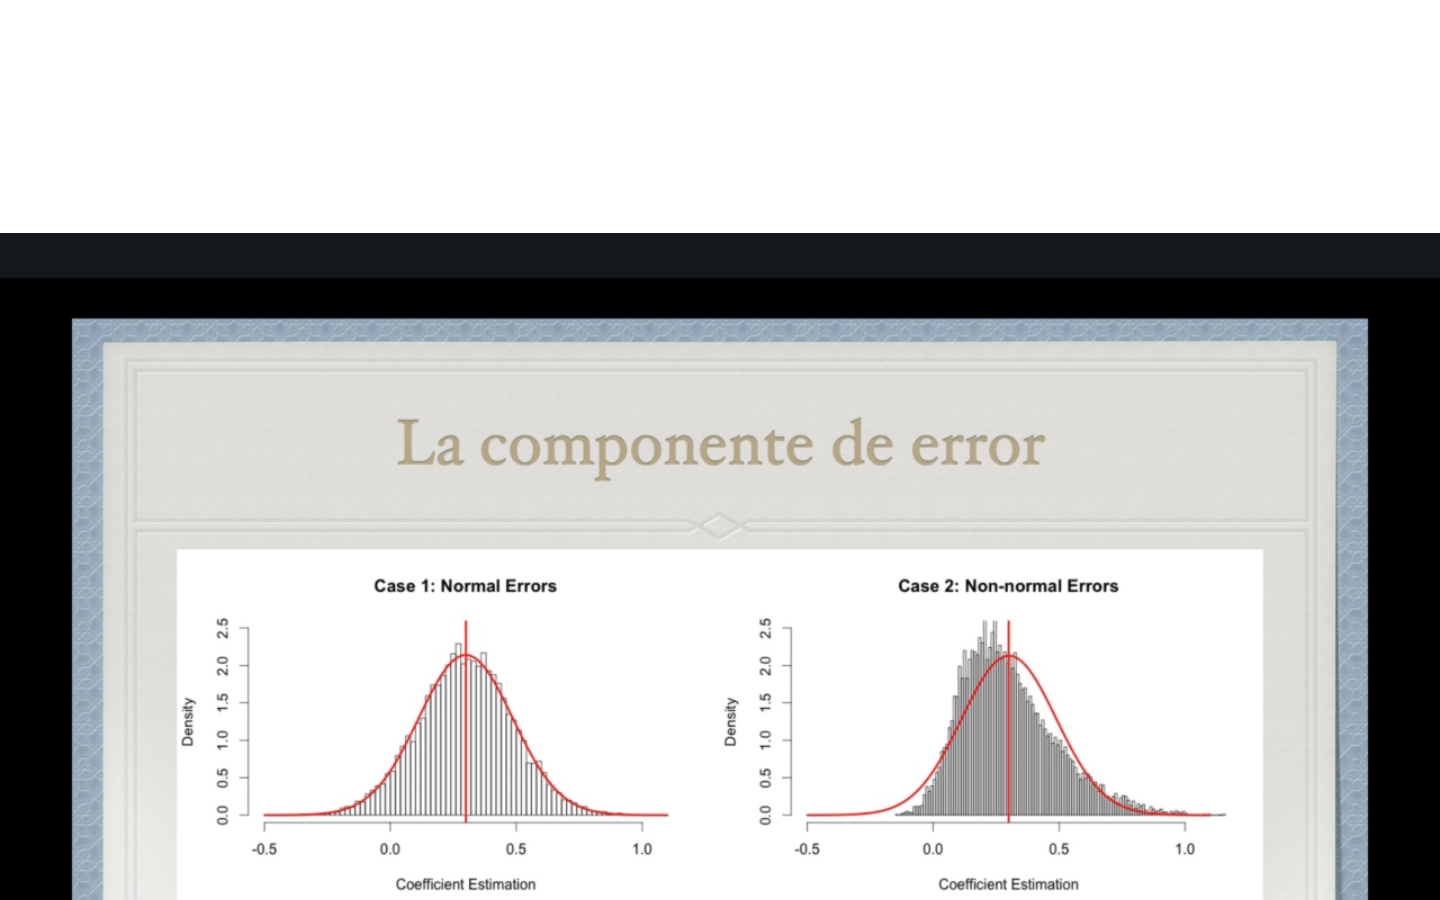 La componente de error
Case 1: Normal Errors
2.5
2.0
1.5
1.0
0.5
0.0
Density
-0.5 0.0 0.5 1.0
Coefficient Estimation
Case 2: Non-normal Errors
2.5
2.0
1.5
1.0
0.5
0.0
Density
-0.5 0.0 0.5 1.0
Coefficient Estimation